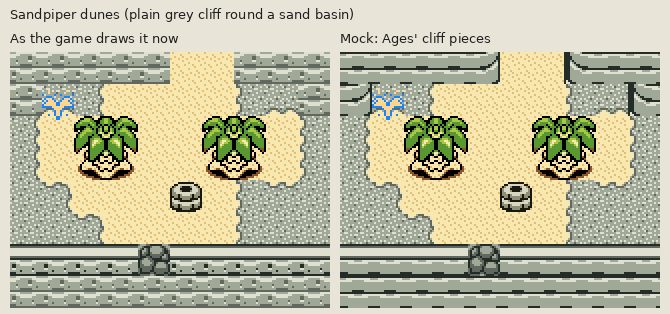 Sandpiper dunes (plain grey cliff round a sand basin)
As the game draws it now
Mock: Ages' cliff pieces